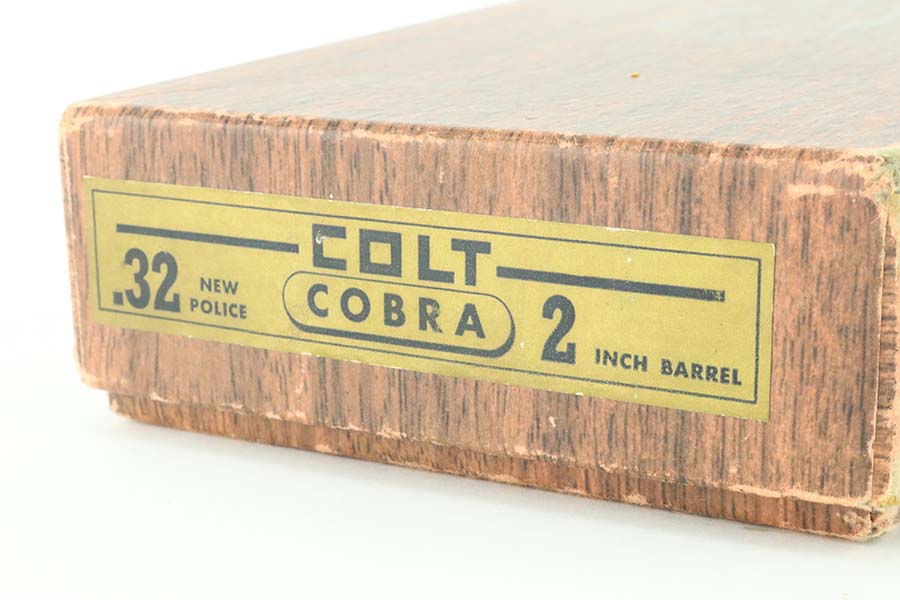 COLT
.32 NEW POLICE
COBRA
2 INCH BARREL